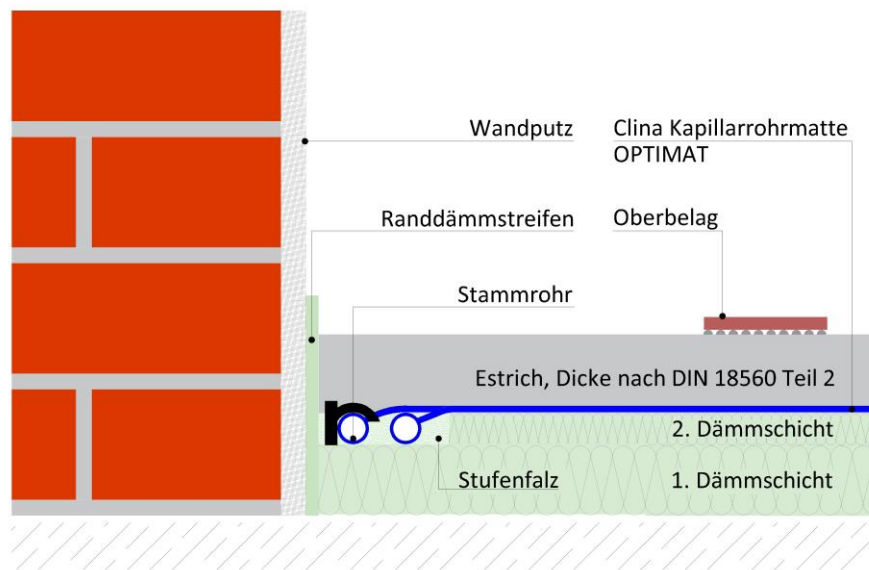 Wandputz
Clina Kapillarrohrmatte
OPTIMAT
Randdämmstreifen
Oberbelag
Stammrohr
Estrich, Dicke nach DIN 18560 Teil 2
2. Dämmschicht
Stufenfalz
1. Dämmschicht